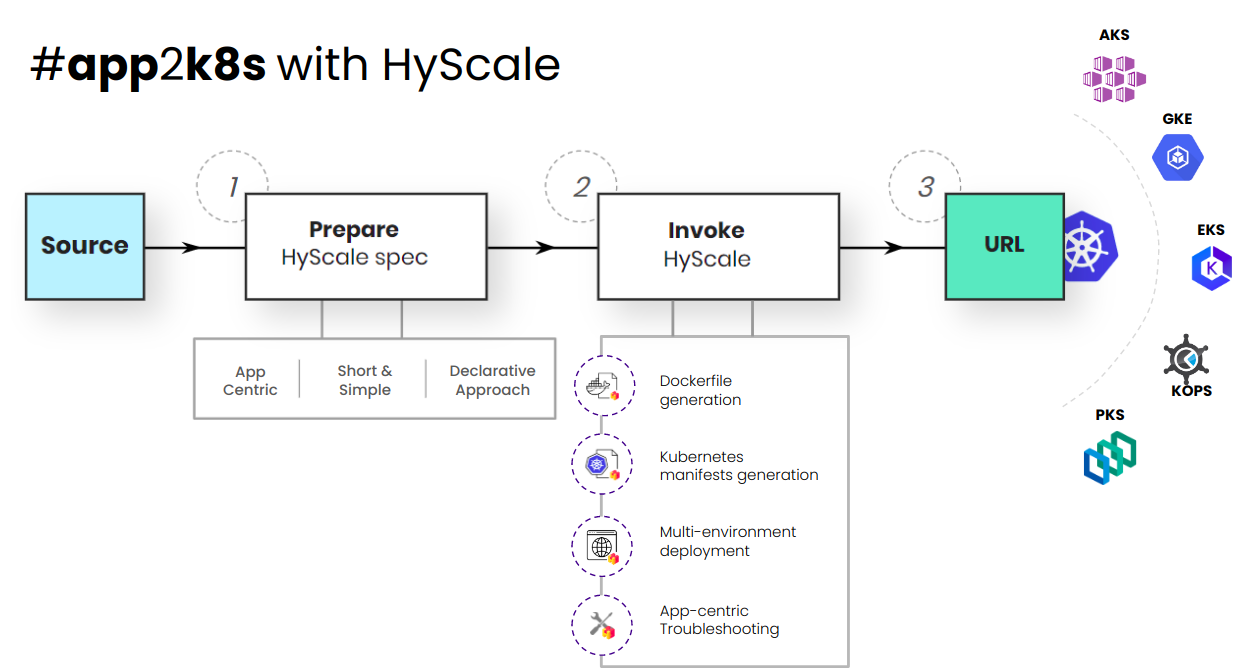 #app2k8s with HyScale
AKS
GKE
EKS
KOPS
PKS
1
2
3
Source
Prepare
HyScale spec
Invoke
HyScale
URL
App
Centric
Short &
Simple
Declarative
Approach
Dockerfile
generation
Kubernetes
manifests generation
Multi-environment
deployment
App-centric
Troubleshooting
K